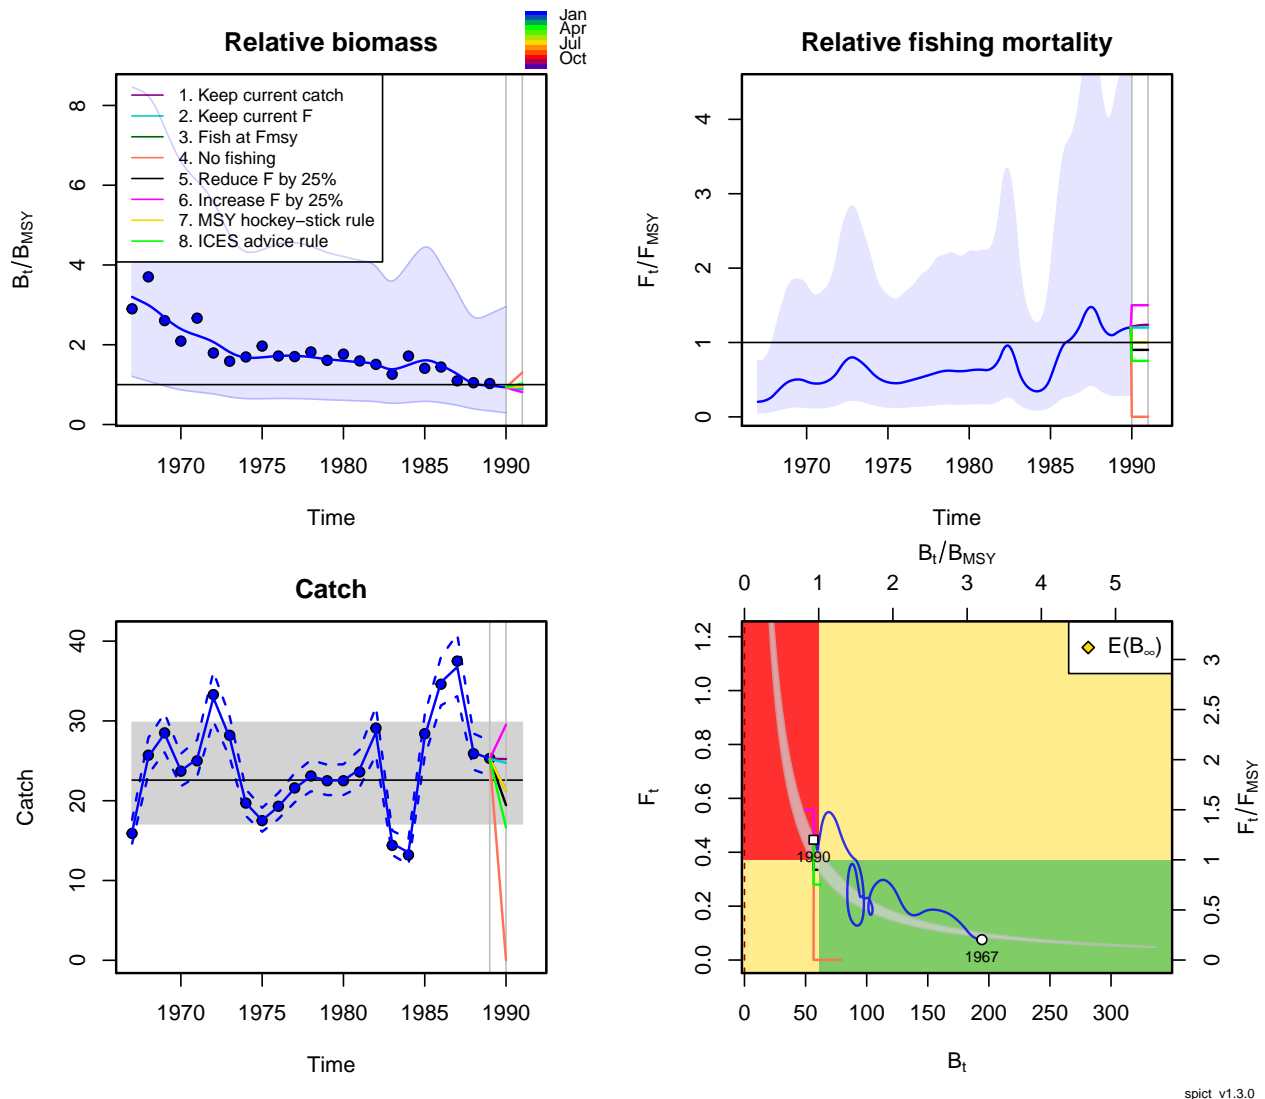 Relative biomass
Jan
Apr
Jul
Oct
1. Keep current catch
2. Keep current F
3. Fish at Fmsy
4. No fishing
5. Reduce F by 25%
6. Increase F by 25%
7. MSY hockey−stick rule
8. ICES advice rule
Bt/BMSY
0 2 4 6 8
1970 1975 1980 1985 1990
Time
Relative fishing mortality
Ft/FMSY
0 1 2 3 4
1970 1975 1980 1985 1990
Time
Catch
Catch
0 10 20 30 40
1970 1975 1980 1985 1990
Time
Bt/BMSY
0 1 2 3 4 5
E(B∞)
1990
1967
Ft
0.0 0.2 0.4 0.6 0.8 1.0 1.2
Ft/FMSY
0 0.5 1 1.5 2 2.5 3
0 50 100 150 200 250 300
Bt
spict_v1.3.0